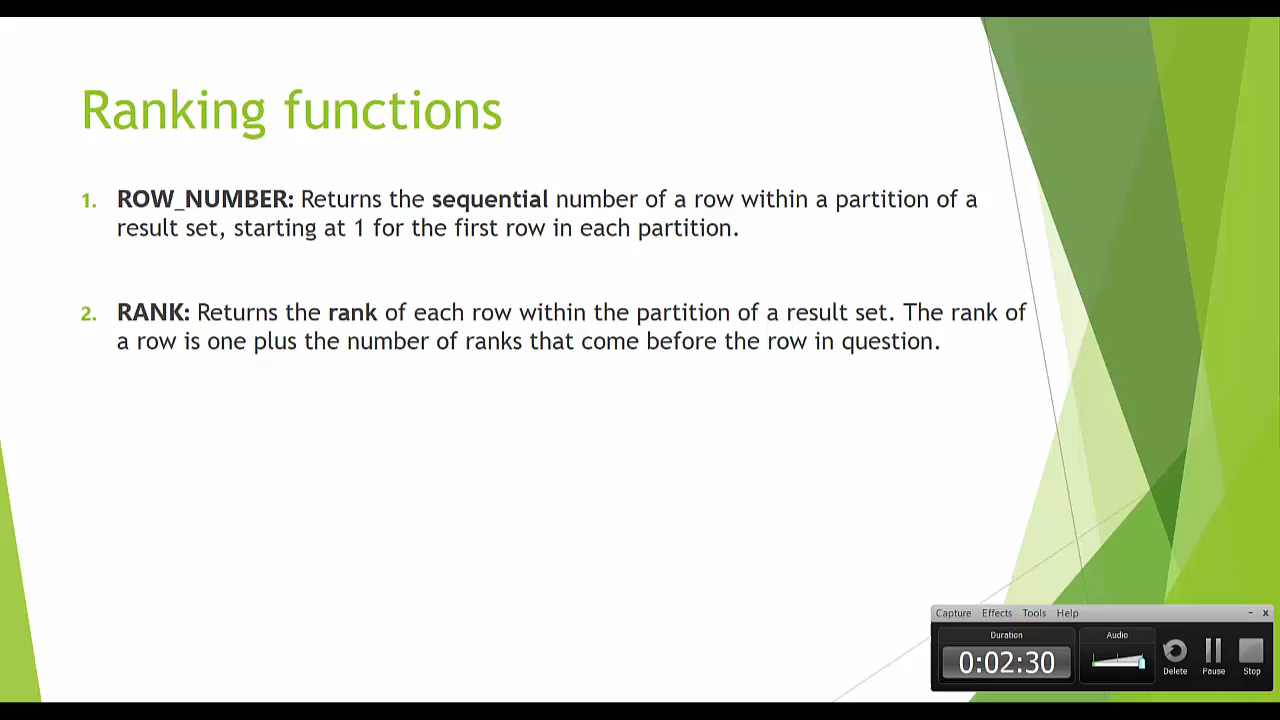 Ranking functions
1. ROW_NUMBER: Returns the sequential number of a row within a partition of a
result set, starting at 1 for the first row in each partition.
2. RANK: Returns the rank of each row within the partition of a result set. The rank of
a row is one plus the number of ranks that come before the row in question.
Capture Effects Tools Help - x
Duration Audio
0:02:30
Delete Pause Stop